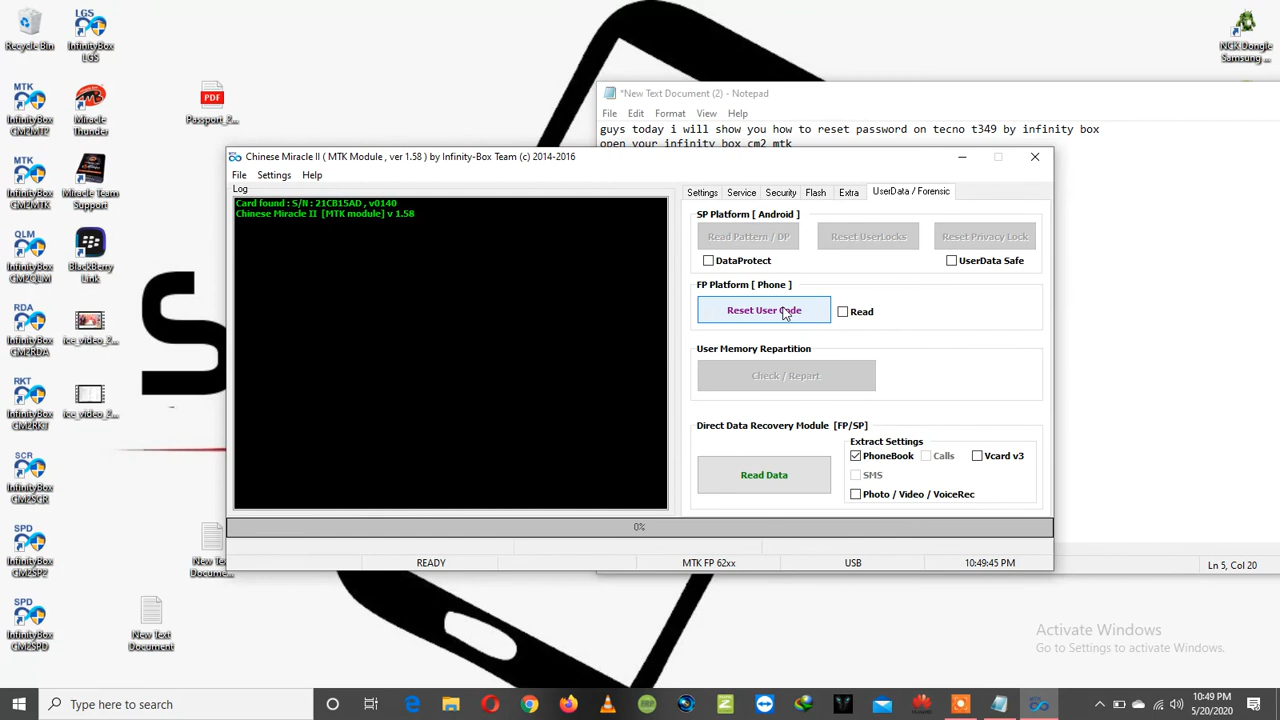 Recycle Bin
InfinityBox LGS
MTK
InfinityBox CM2MT2
Miracle Thunder
PDF
Passport_2...
MTK
InfinityBox CM2MTK
Miracle Team Support
QLM
InfinityBox CM2QLM
BlackBerry Link
RDA
InfinityBox CM2RDA
ice_video_2...
RKT
InfinityBox CM2RKT
ice_video_2...
SCR
InfinityBox CM2SCR
SPD
InfinityBox CM2SP2
New Text Docume...
SPD
InfinityBox CM2SPD
New Text Document
NCK Dongle Samsung ...
*New Text Document (2) - Notepad
File Edit Format View Help
guys today i will show you how to reset password on tecno t349 by infinity box
open your infinity box cm2 mtk
Ln 5, Col 20
Chinese Miracle II ( MTK Module , ver 1.58 ) by Infinity-Box Team (c) 2014-2016
File Settings Help
Log
Card found : S/N : 21CB15AD , v0140
Chinese Miracle II [MTK module] v 1.58
Settings Service Security Flash Extra UserData / Forensic
SP Platform [ Android ]
Read Pattern / DP Reset UserLocks Reset Privacy Lock
DataProtect UserData Safe
FP Platform [ Phone ]
Reset User Code Read
User Memory Repartition
Check / Repart
Direct Data Recovery Module [FP/SP]
Extract Settings
PhoneBook Calls Vcard v3
Read Data
SMS
Photo / Video / VoiceRec
0%
READY MTK FP 62xx USB 10:49:45 PM
Activate Windows
Go to Settings to activate Windows.
Type here to search
10:49 PM
5/20/2020